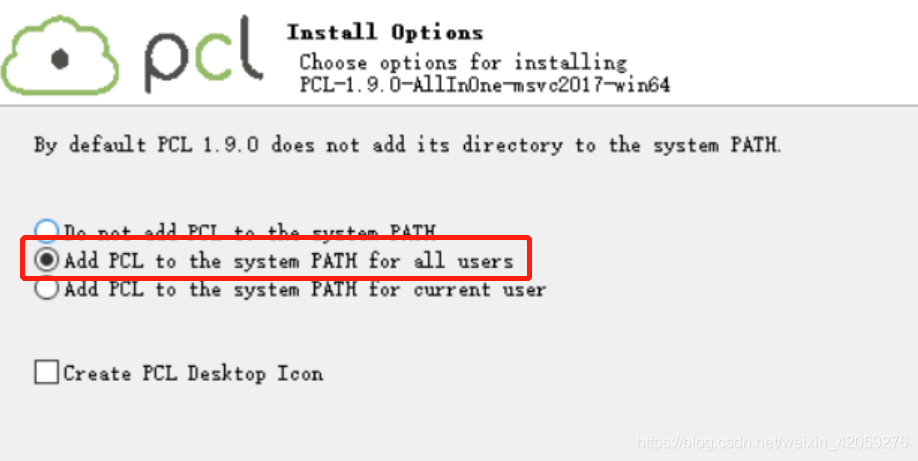 pcl
Install Options
Choose options for installing
PCL-1.9.0-AllInOne-msvc2017-win64
By default PCL 1.9.0 does not add its directory to the system PATH.
Do not add PCL to the system PATH
Add PCL to the system PATH for all users
Add PCL to the system PATH for current user
Create PCL Desktop Icon
https://blog.csdn.net/weixin_42059276